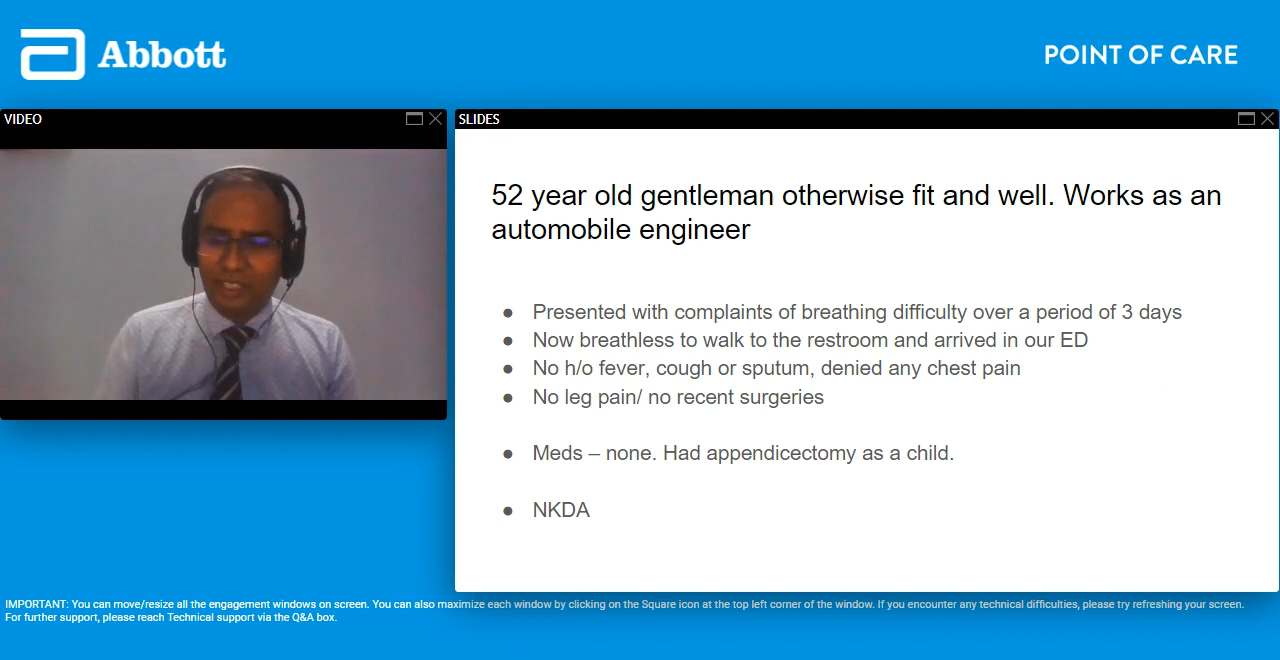 Abbott
POINT OF CARE
VIDEO
SLIDES
52 year old gentleman otherwise fit and well. Works as an
automobile engineer
● Presented with complaints of breathing difficulty over a period of 3 days
● Now breathless to walk to the restroom and arrived in our ED
● No h/o fever, cough or sputum, denied any chest pain
● No leg pain/ no recent surgeries
● Meds – none. Had appendicectomy as a child.
● NKDA
IMPORTANT: You can move/resize all the engagement windows on screen. You can also maximize each window by clicking on the Square icon at the top left corner of the window. If you encounter any technical difficulties, please try refreshing your screen.
For further support, please reach Technical support via the Q&A box.